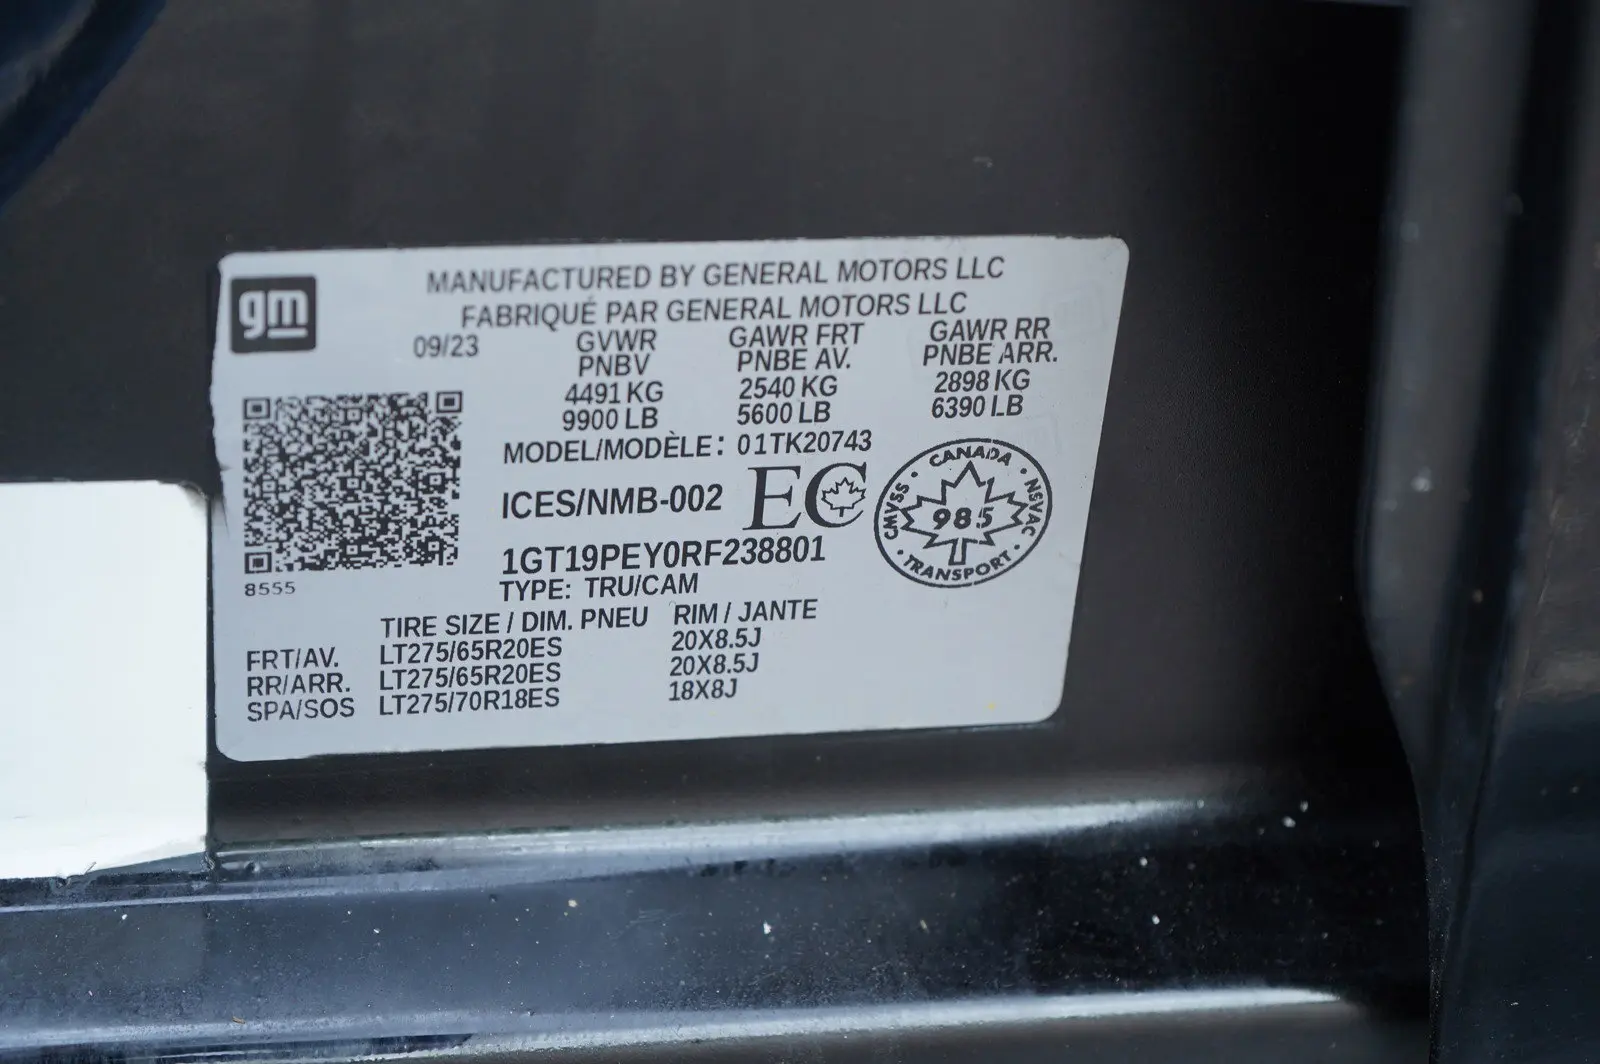 gm
MANUFACTURED BY GENERAL MOTORS LLC
FABRIQUÉ PAR GENERAL MOTORS LLC
09/23 GVWR GAWR FRT GAWR RR
PNBV PNBE AV. PNBE ARR.
4491 KG 2540 KG 2898 KG
9900 LB 5600 LB 6390 LB
MODEL/MODÈLE: 01TK20743
ICES/NMB-002 EC
CANADA
CMVSS 985 NSVAC
TRANSPORT
1GT19PEY0RF238801
TYPE: TRU/CAM
8555
TIRE SIZE / DIM. PNEU RIM / JANTE
FRT/AV. LT275/65R20ES 20X8.5J
RR/ARR. LT275/65R20ES 20X8.5J
SPA/SOS LT275/70R18ES 18X8J